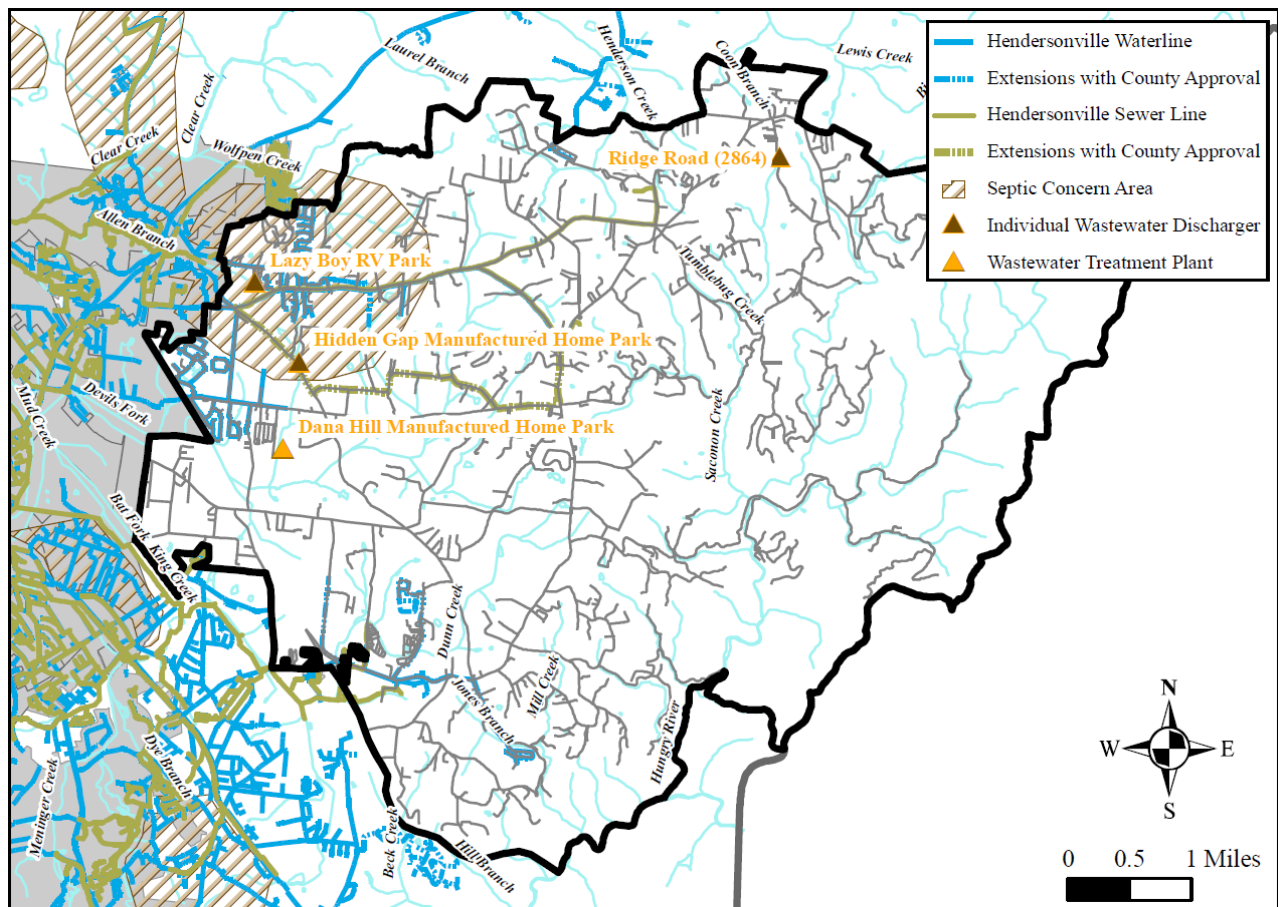 Hendersonville Waterline
Extensions with County Approval
Hendersonville Sewer Line
Extensions with County Approval
Septic Concern Area
Individual Wastewater Discharger
Wastewater Treatment Plant
Laurel Branch
Henderson Creek
Coon Branch
Lewis Creek
Clear Creek
Clear Creek
Wolfpen Creek
Ridge Road (2864)
Allen Branch
Lazy Boy RV Park
Tumblebug Creek
Hidden Gap Manufactured Home Park
Devils Fork
Mud Creek
Dana Hill Manufactured Home Park
Sacomon Creek
Bat Fork
King Creek
Dunn Creek
Jones Branch
Mill Creek
Hungry River
Dye Branch
Meninger Creek
Beck Creek
Hill Branch
N
W
E
S
0 0.5 1 Miles